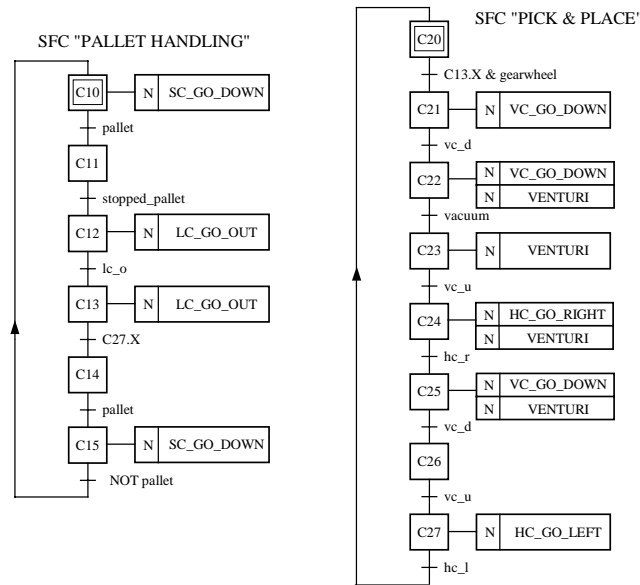 SFC "PALLET HANDLING"
C10
N SC_GO_DOWN
pallet
C11
stopped_pallet
C12
N LC_GO_OUT
lc_o
C13
N LC_GO_OUT
C27.X
C14
pallet
C15
N SC_GO_DOWN
NOT pallet
SFC "PICK & PLACE"
C20
C13.X & gearwheel
C21
N VC_GO_DOWN
vc_d
C22
N VC_GO_DOWN
N VENTURI
vacuum
C23
N VENTURI
vc_u
C24
N HC_GO_RIGHT
N VENTURI
hc_r
C25
N VC_GO_DOWN
N VENTURI
vc_d
C26
vc_u
C27
N HC_GO_LEFT
hc_l